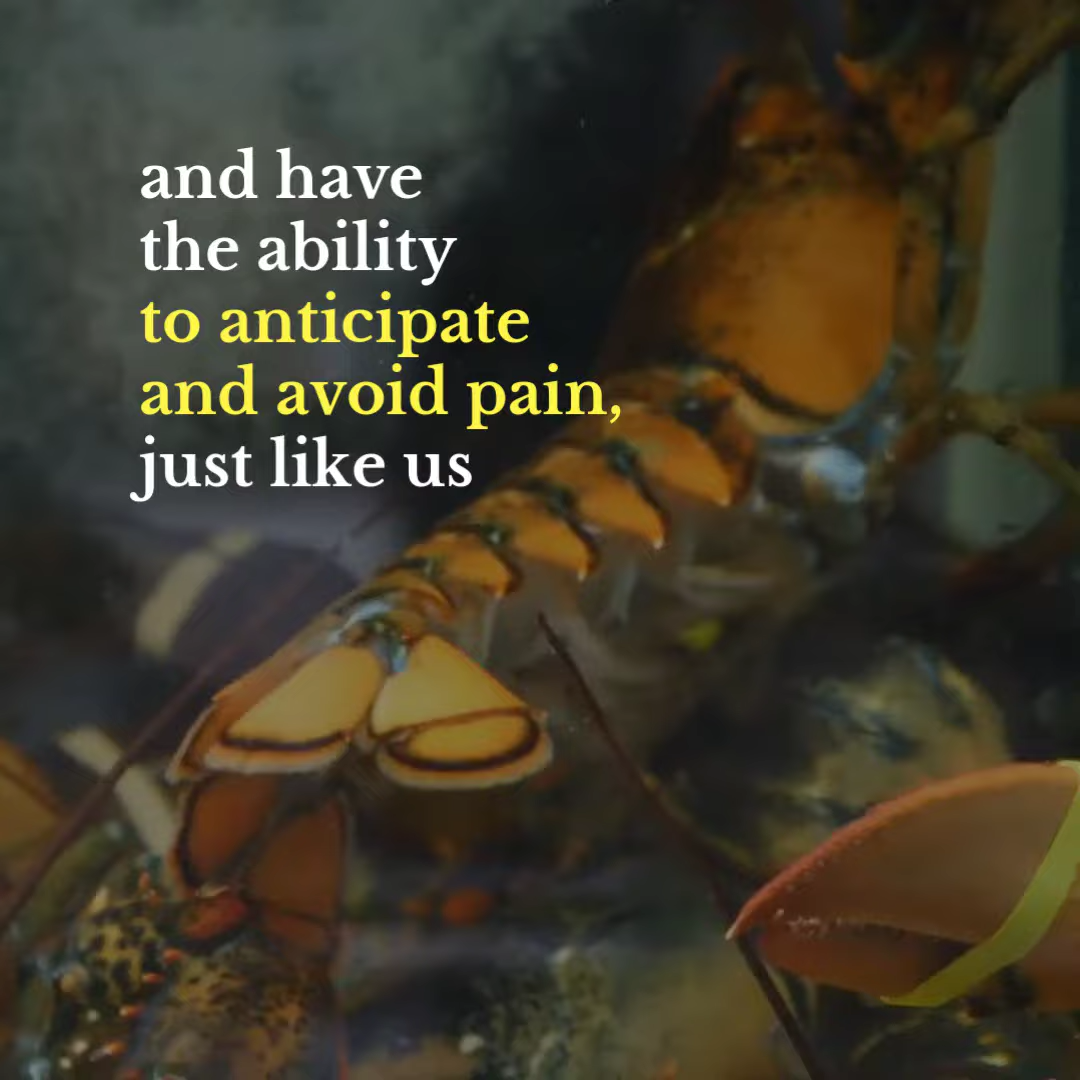 and have
the ability
to anticipate
and avoid pain,
just like us